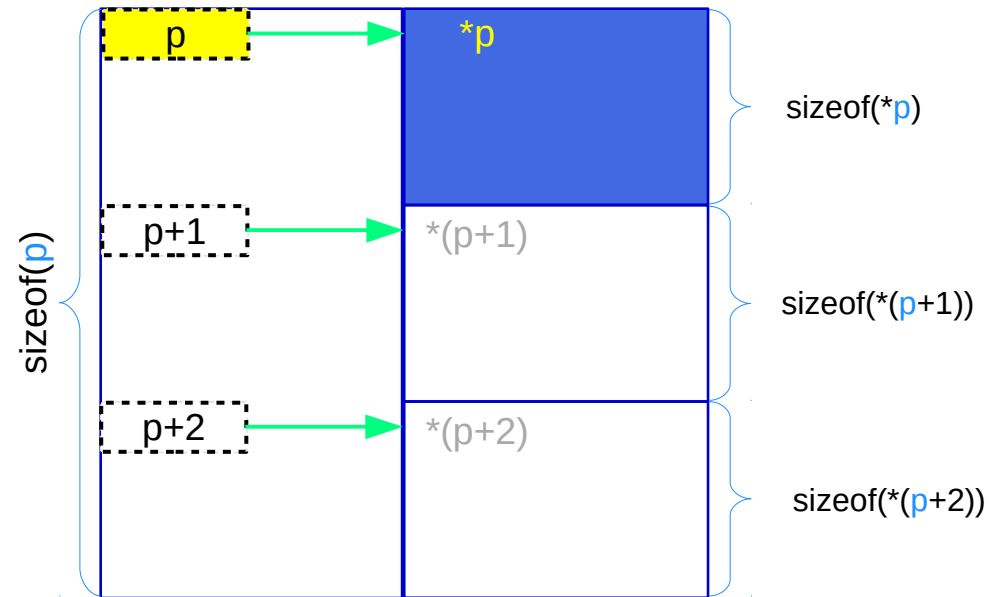 p
*p
sizeof(*p)
sizeof(p)
p+1
*(p+1)
sizeof(*(p+1))
p+2
*(p+2)
sizeof(*(p+2))